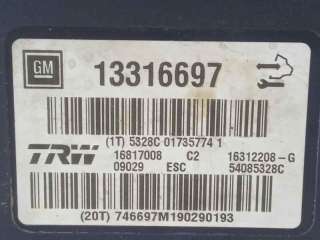 GM 13316697
(1T) 5328C 01735774 1
TRW 16817008 C2 16312208-G
09029 ESC 54085328C
(20T) 746697M190290193